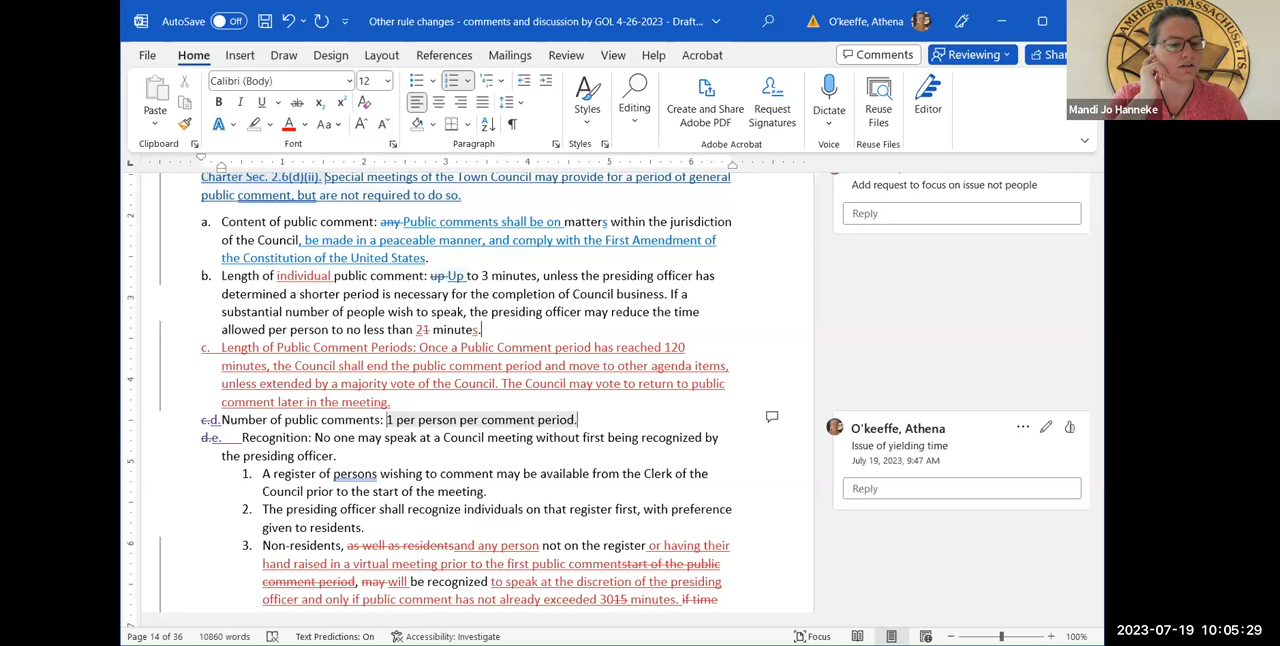 AutoSave Off Other rule changes - comments and discussion by GOL 4-26-2023 - Draft... O'keeffe, Athena
AMHERST, MASSACHUSETTS
File Home Insert Draw Design Layout References Mailings Review View Help Acrobat Comments Reviewing Shar
Calibri (Body) 12
Paste Styles Editing Create and Share Adobe PDF Request Signatures Dictate Reuse Files Editor
Mandi Jo Hanneke
Clipboard Font Paragraph Styles Adobe Acrobat Voice Reuse Files
1 2 3 4 5 6
Charter Sec. 2.6(d)(ii). Special meetings of the Town Council may provide for a period of general
public comment, but are not required to do so.
a. Content of public comment: any Public comments shall be on matters within the jurisdiction
of the Council, be made in a peaceable manner, and comply with the First Amendment of
the Constitution of the United States.
b. Length of individual public comment: up Up to 3 minutes, unless the presiding officer has
determined a shorter period is necessary for the completion of Council business. If a
substantial number of people wish to speak, the presiding officer may reduce the time
allowed per person to no less than 21 minutes.
c. Length of Public Comment Periods: Once a Public Comment period has reached 120
minutes, the Council shall end the public comment period and move to other agenda items,
unless extended by a majority vote of the Council. The Council may vote to return to public
comment later in the meeting.
c.d. Number of public comments: 1 per person per comment period.
d.e. Recognition: No one may speak at a Council meeting without first being recognized by
the presiding officer.
1. A register of persons wishing to comment may be available from the Clerk of the
Council prior to the start of the meeting.
2. The presiding officer shall recognize individuals on that register first, with preference
given to residents.
3. Non-residents, as well as residentsand any person not on the register or having their
hand raised in a virtual meeting prior to the first public commentstart of the public
comment period, may will be recognized to speak at the discretion of the presiding
officer and only if public comment has not already exceeded 3015 minutes. if time
Add request to focus on issue not people
Reply
O'keeffe, Athena
Issue of yielding time
July 19, 2023, 9:47 AM
Reply
Page 14 of 36 10860 words Text Predictions: On Accessibility: Investigate Focus 100%
2023-07-19 10:05:29